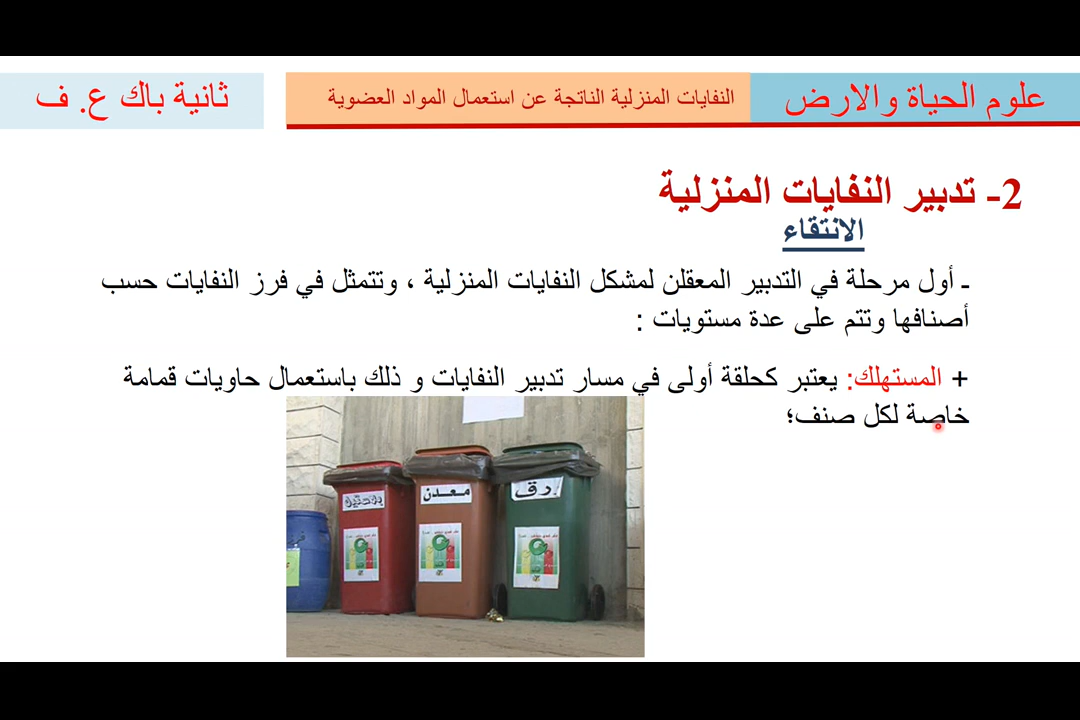 علوم الحياة والارض
النفايات المنزلية الناتجة عن استعمال المواد العضوية
ثانية باك ع. ف
2- تدبير النفايات المنزلية
الانتقاء
ـ أول مرحلة في التدبير المعقلن لمشكل النفايات المنزلية ، وتتمثل في فرز النفايات حسب
أصنافها وتتم على عدة مستويات :
+ المستهلك: يعتبر كحلقة أولى في مسار تدبير النفايات و ذلك باستعمال حاويات قمامة
خاصة لكل صنف؛
معدن